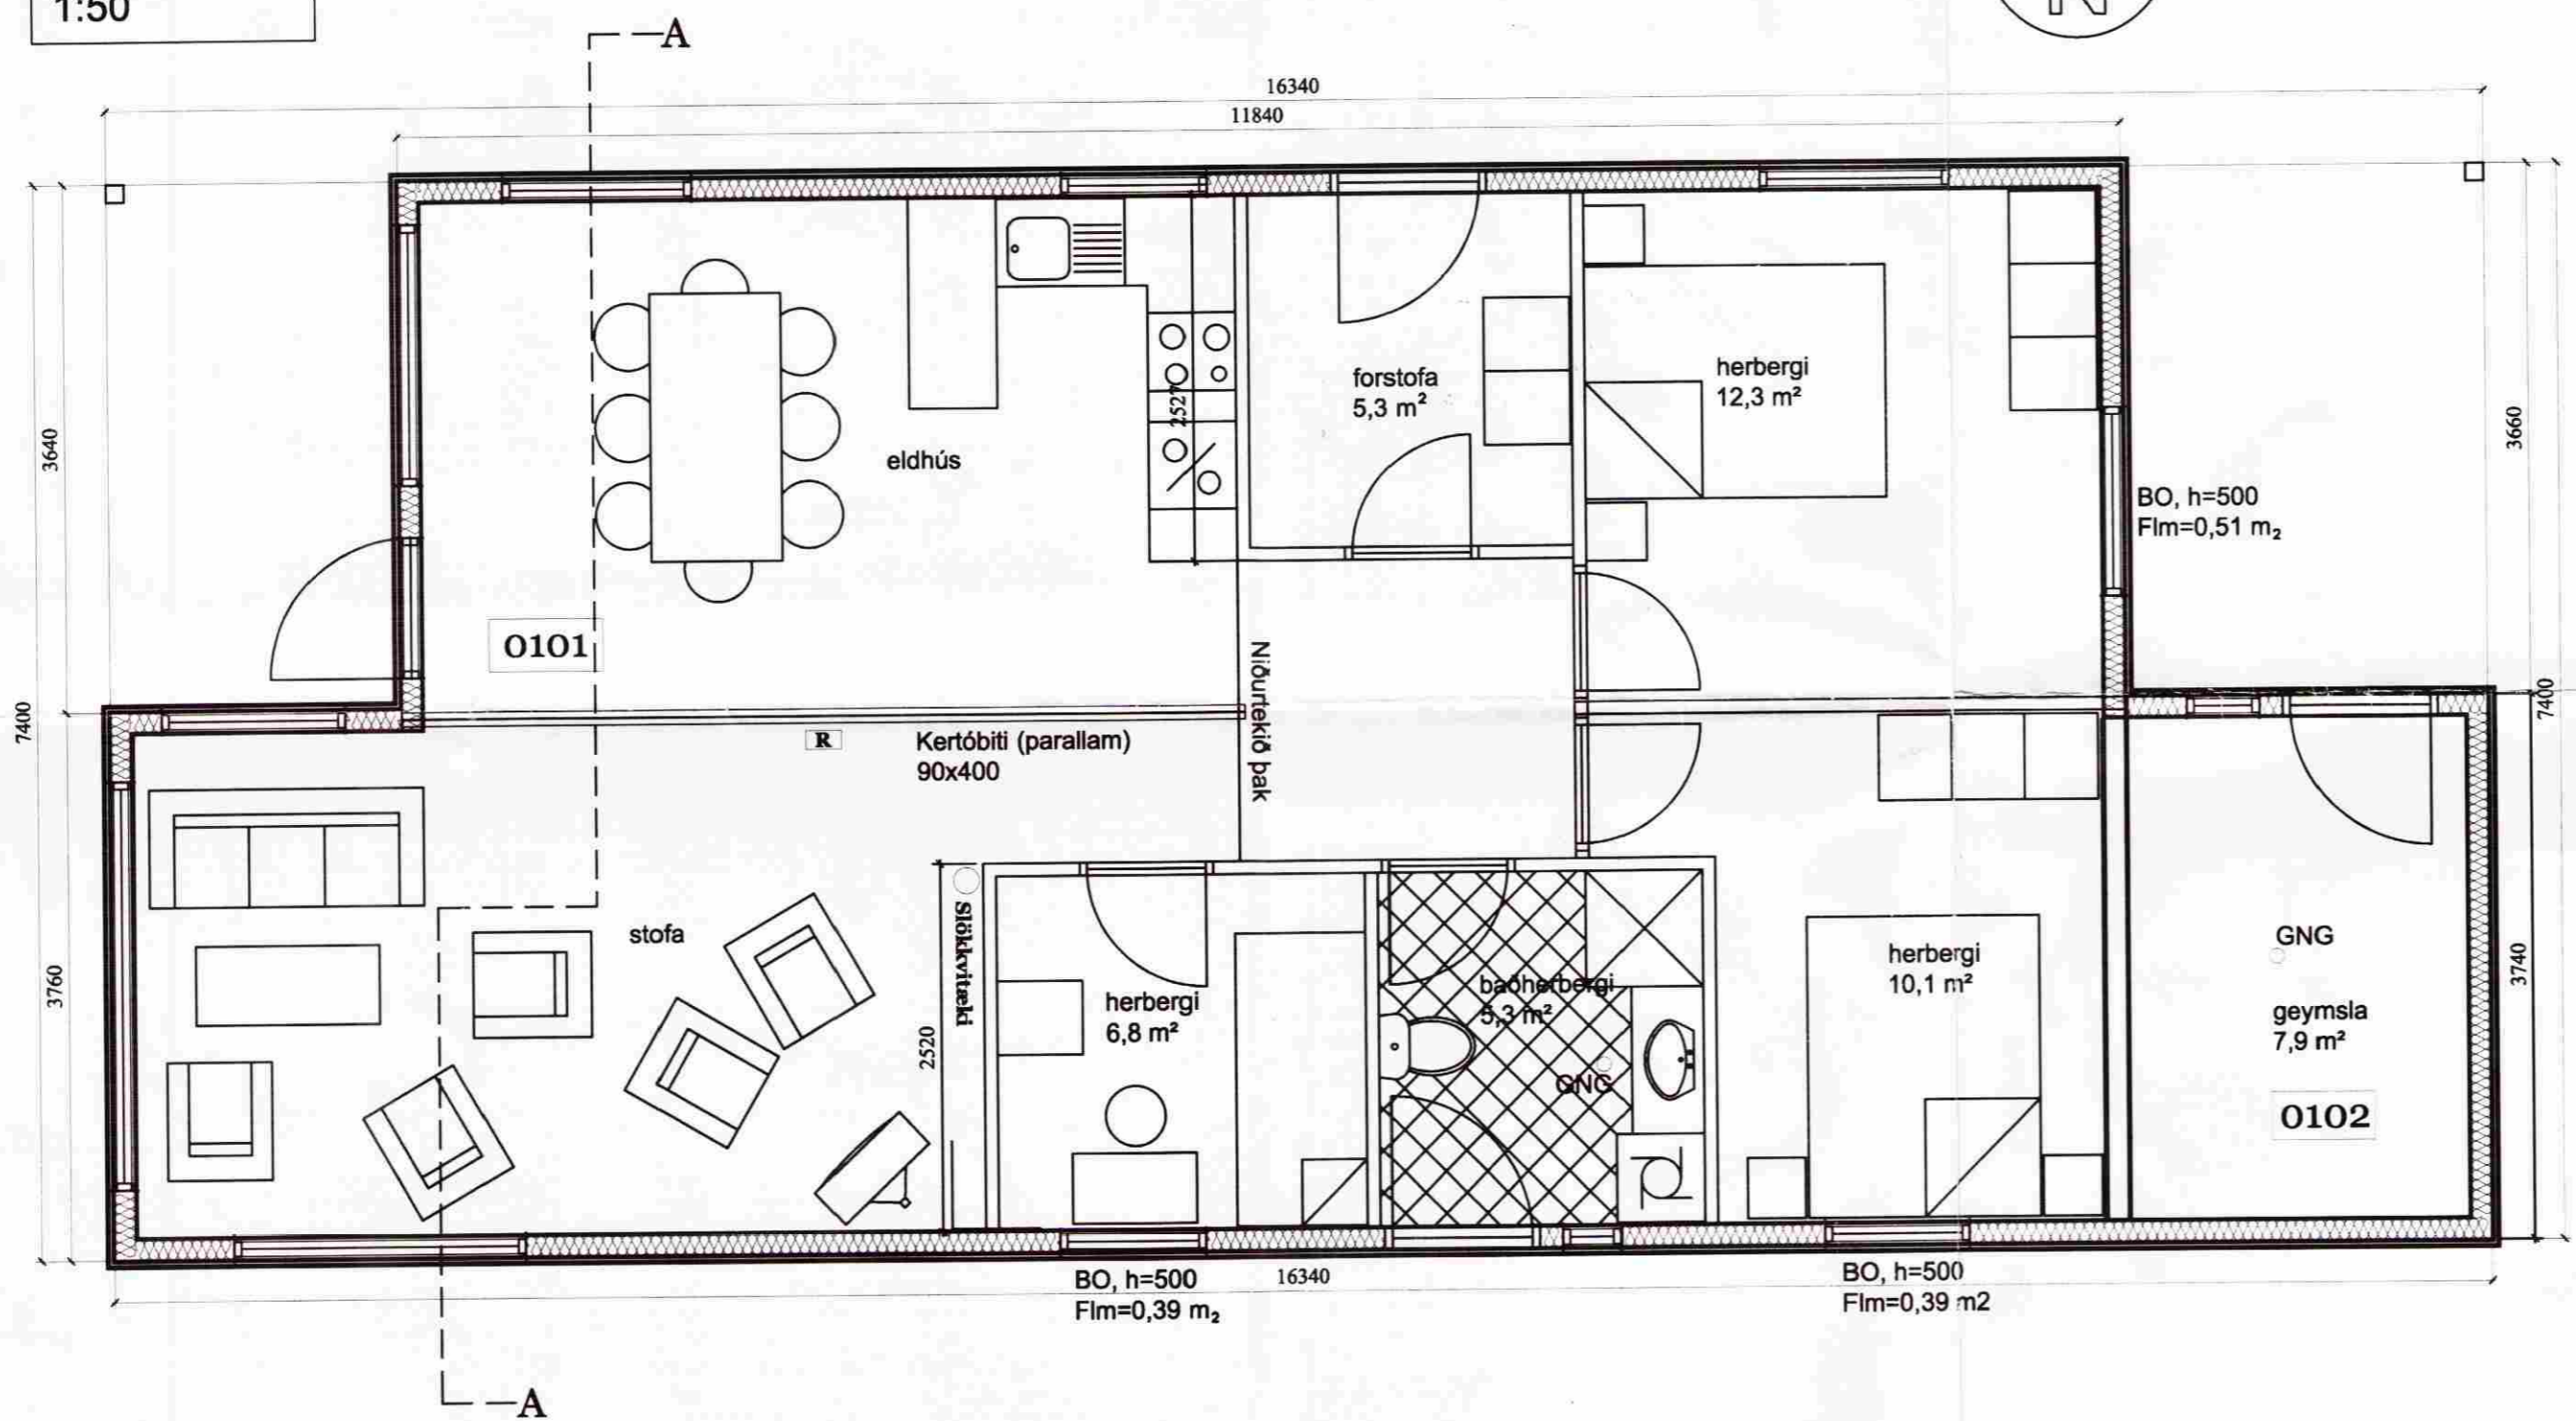 1:50
N
A
16340
11840
3640
7400
3760
3660
7400
3740
2527
forstofa
5,3 m²
herbergi
12,3 m²
eldhús
BO, h=500
Flm=0,51 m₂
0101
Niðurtekið þak
R
Kertóbiti (parallam)
90x400
stofa
Slökkvitæki
2520
herbergi
6,8 m²
baðherbergi
5,3 m²
GNG
herbergi
10,1 m²
GNG
geymsla
7,9 m²
0102
BO, h=500
Flm=0,39 m₂
16340
BO, h=500
Flm=0,39 m2
A